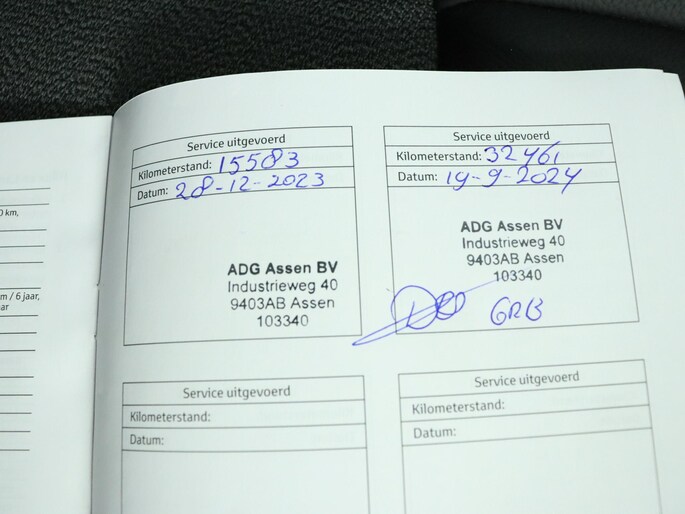 0 km,
m / 6 jaar,
ar
Service uitgevoerd
Kilometerstand: 15583
Datum: 28-12-2023
ADG Assen BV
Industrieweg 40
9403AB Assen
103340
Service uitgevoerd
Kilometerstand: 32461
Datum: 19-9-2024
ADG Assen BV
Industrieweg 40
9403AB Assen
103340
GRB
Service uitgevoerd
Kilometerstand:
Datum:
Service uitgevoerd
Kilometerstand:
Datum: